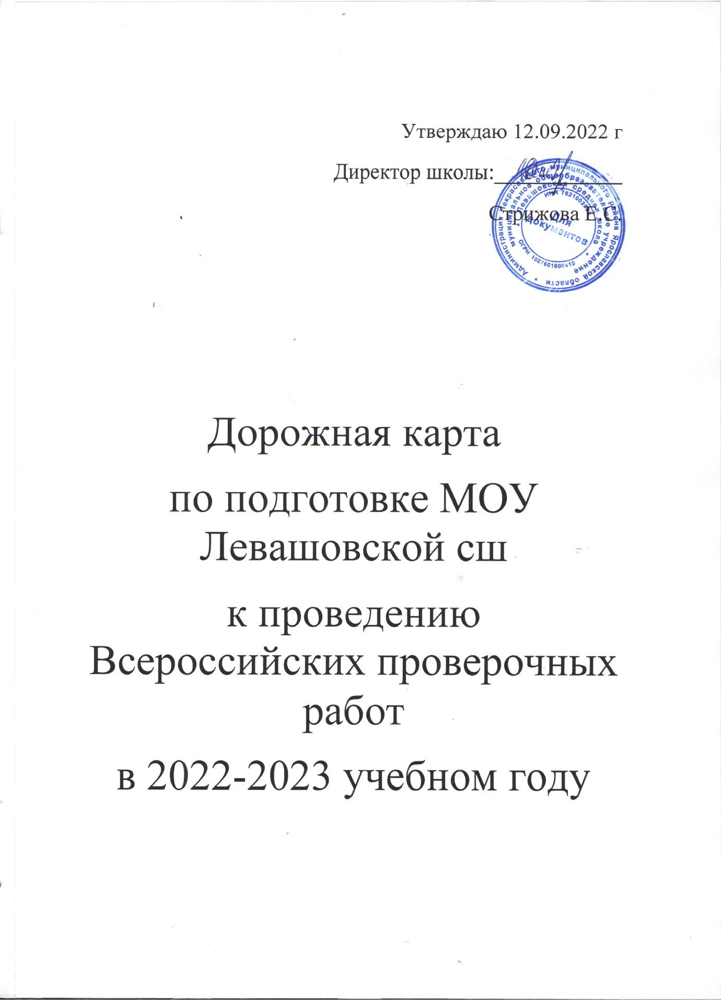 Утверждаю 12.09.2022 г
Директор школы:
Стрижова Е.С.
Администрация Некрасовского муниципального района Ярославской области
Муниципальное общеобразовательное учреждение
Левашовская средняя школа
ИНН 7621002
ОГРН 1027601600410
Для
документов
Дорожная карта
по подготовке МОУ
Левашовской сш
к проведению
Всероссийских проверочных
работ
в 2022-2023 учебном году